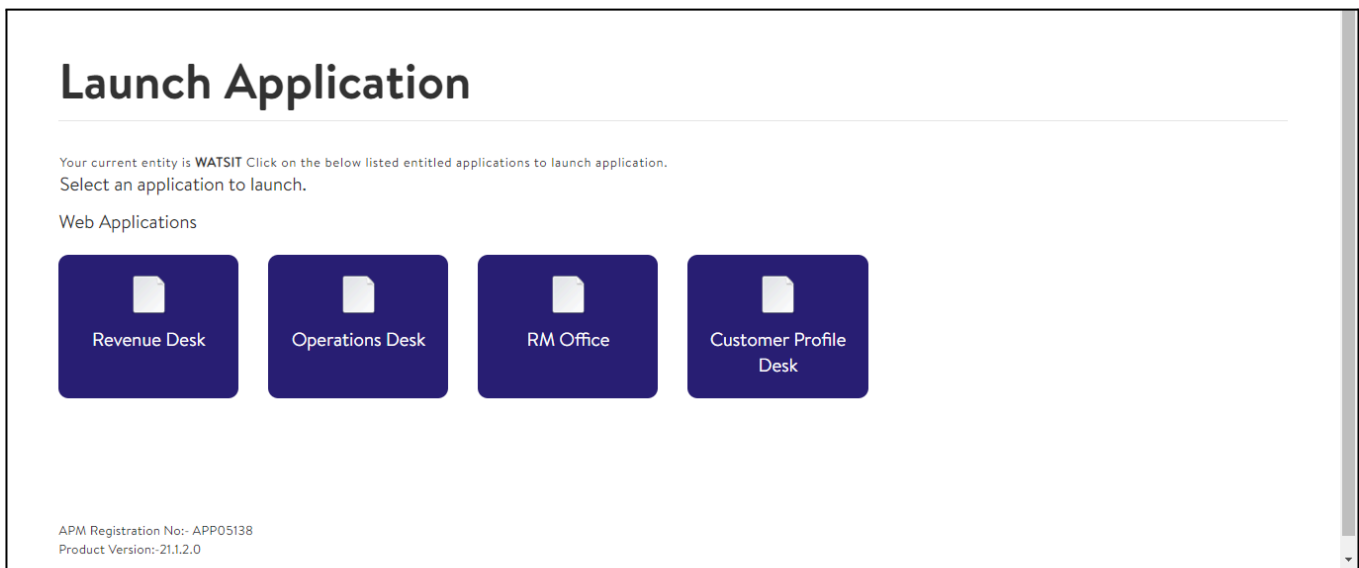 Launch Application
Your current entity is WATSIT Click on the below listed entitled applications to launch application.
Select an application to launch.
Web Applications
Revenue Desk
Operations Desk
RM Office
Customer Profile
Desk
APM Registration No:- APP05138
Product Version:-21.1.2.0